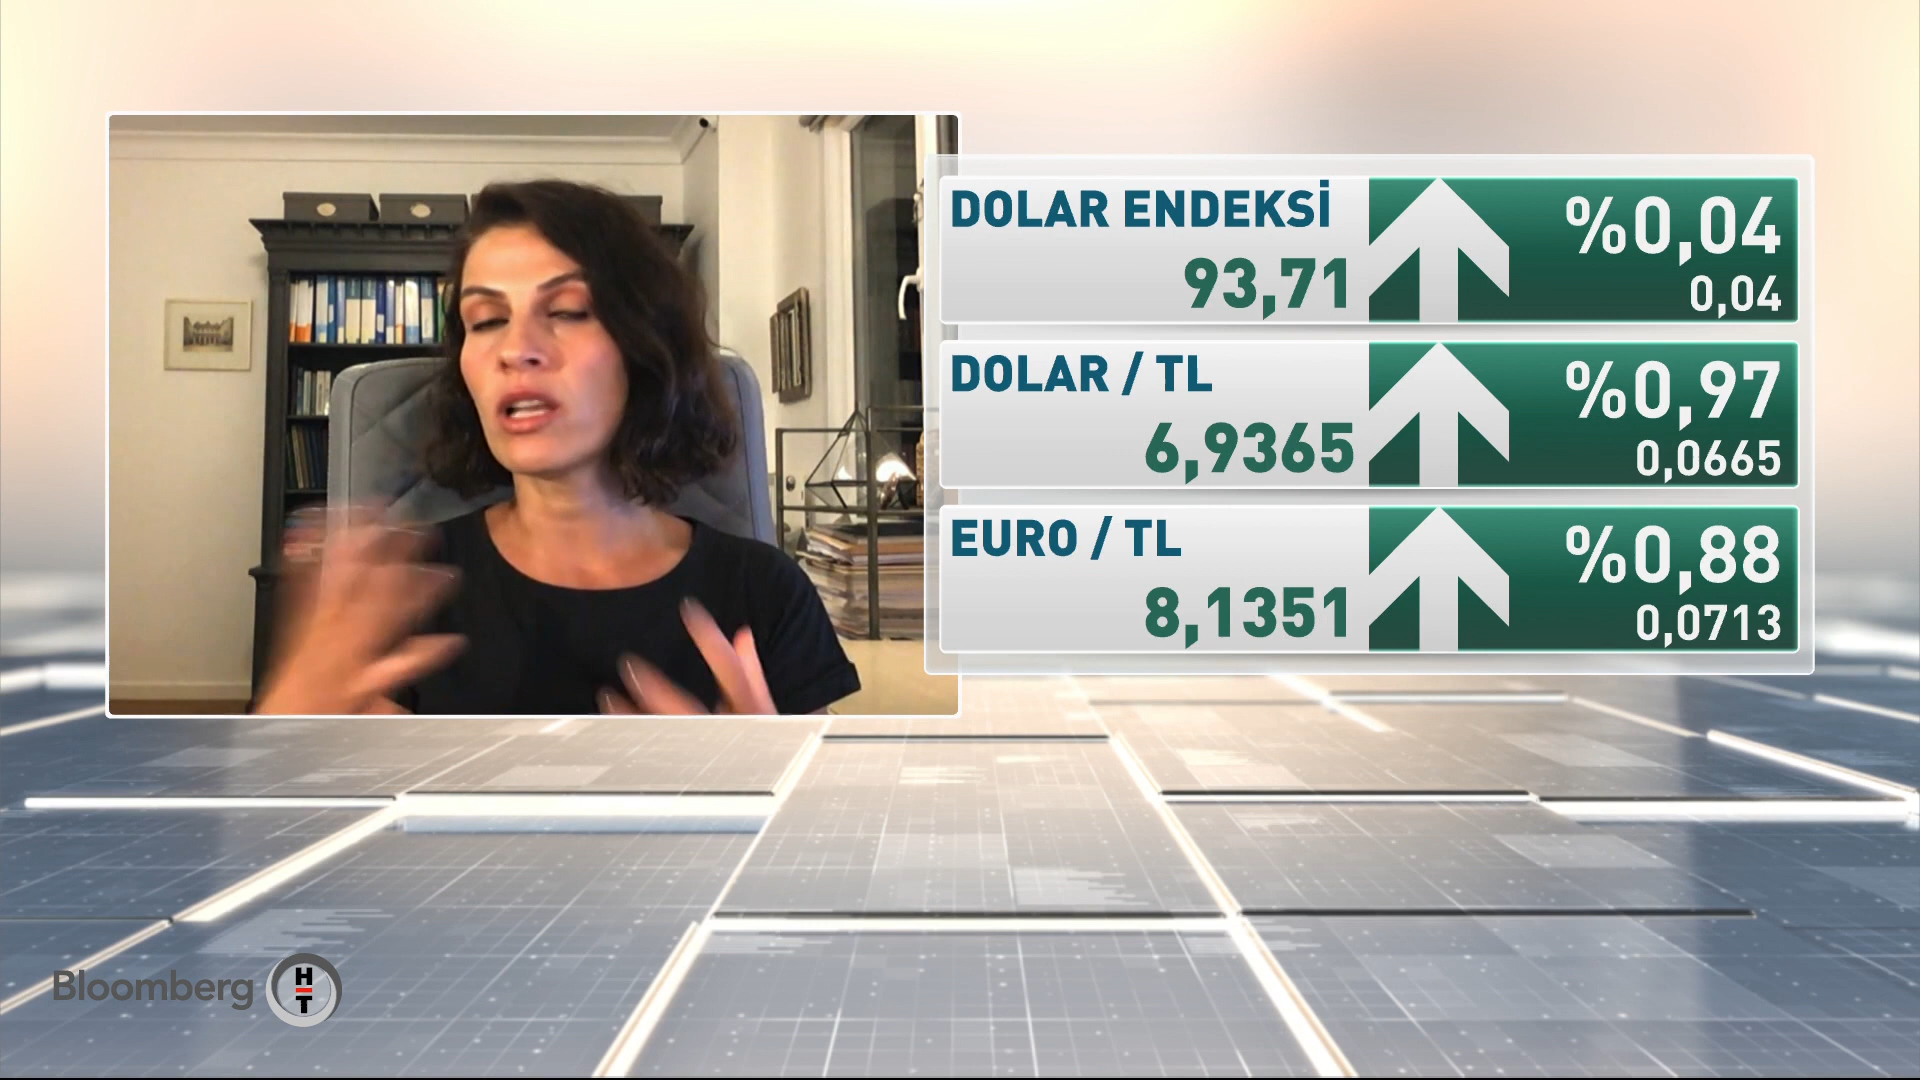 DOLAR ENDEKSİ
93,71
%0,04
0,04
DOLAR / TL
6,9365
%0,97
0,0665
EURO / TL
8,1351
%0,88
0,0713
Bloomberg HT